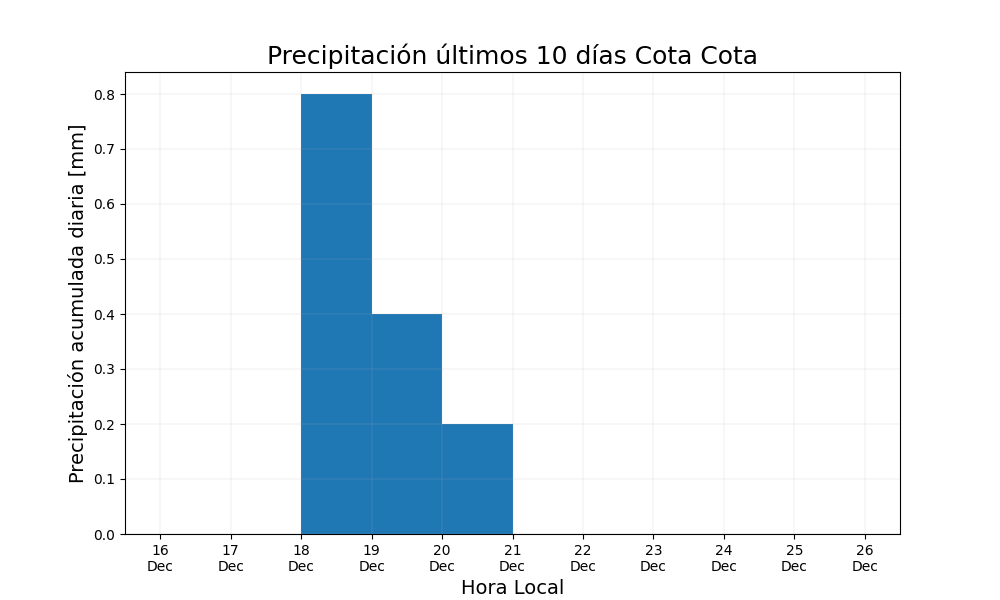 Precipitación últimos 10 días Cota Cota
Precipitación acumulada diaria [mm]
0.8
0.7
0.6
0.5
0.4
0.3
0.2
0.1
0.0
16 17 18 19 20 21 22 23 24 25 26
Dec Dec Dec Dec Dec Dec Dec Dec Dec Dec Dec
Hora Local